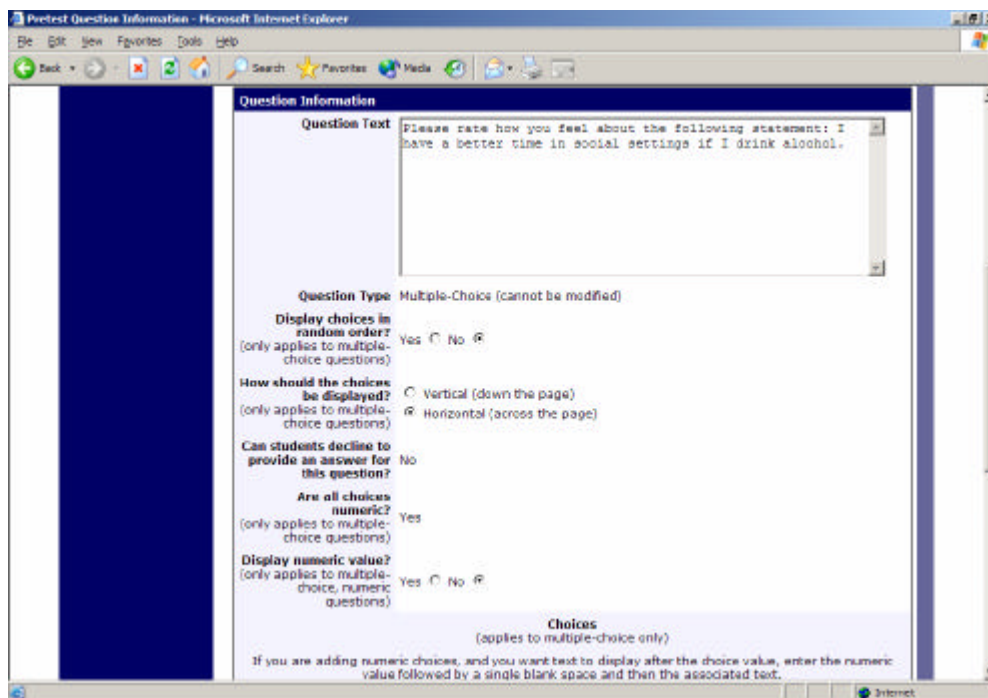 Pretest Question Information - Microsoft Internet Explorer
File Edit View Favorites Tools Help
Back Search Favorites Media
Question Information
Question Text Please rate how you feel about the following statement: I
have a better time in social settings if I drink alcohol.
Question Type Multiple-Choice (cannot be modified)
Display choices in
random order?
(only applies to multiple-
choice questions)
Yes No
How should the choices
be displayed?
(only applies to multiple-
choice questions)
Vertical (down the page)
Horizontal (across the page)
Can students decline to
provide an answer for
this question?
No
Are all choices
numeric?
(only applies to multiple-
choice questions)
Yes
Display numeric value?
(only applies to multiple-
choice, numeric
questions)
Yes No
Choices
(applies to multiple-choice only)
If you are adding numeric choices, and you want text to display after the choice value, enter the numeric
value followed by a single blank space and then the associated text.
Internet